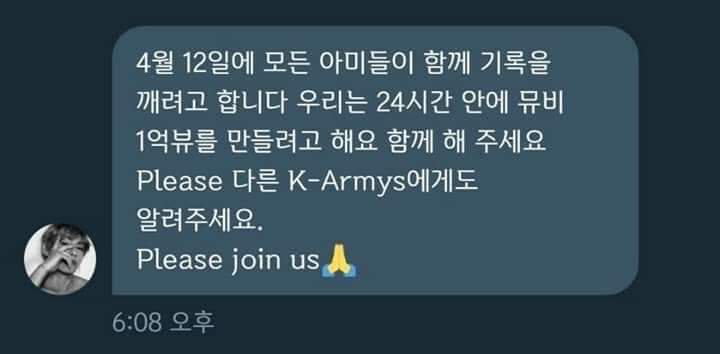 4월 12일에 모든 아미들이 함께 기록을
깨려고 합니다 우리는 24시간 안에 뮤비
1억뷰를 만들려고 해요 함께 해 주세요
Please 다른 K-Armys에게도
알려주세요.
Please join us🙏
6:08 오후